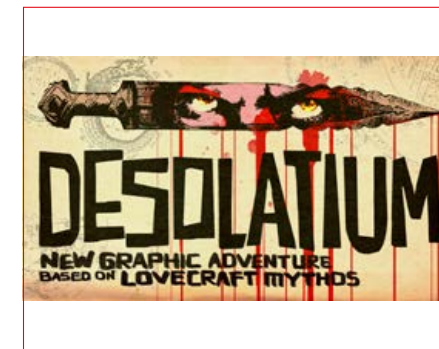 DESOLATIUM
NEW GRAPHIC ADVENTURE
BASED ON LOVECRAFT MYTHOS